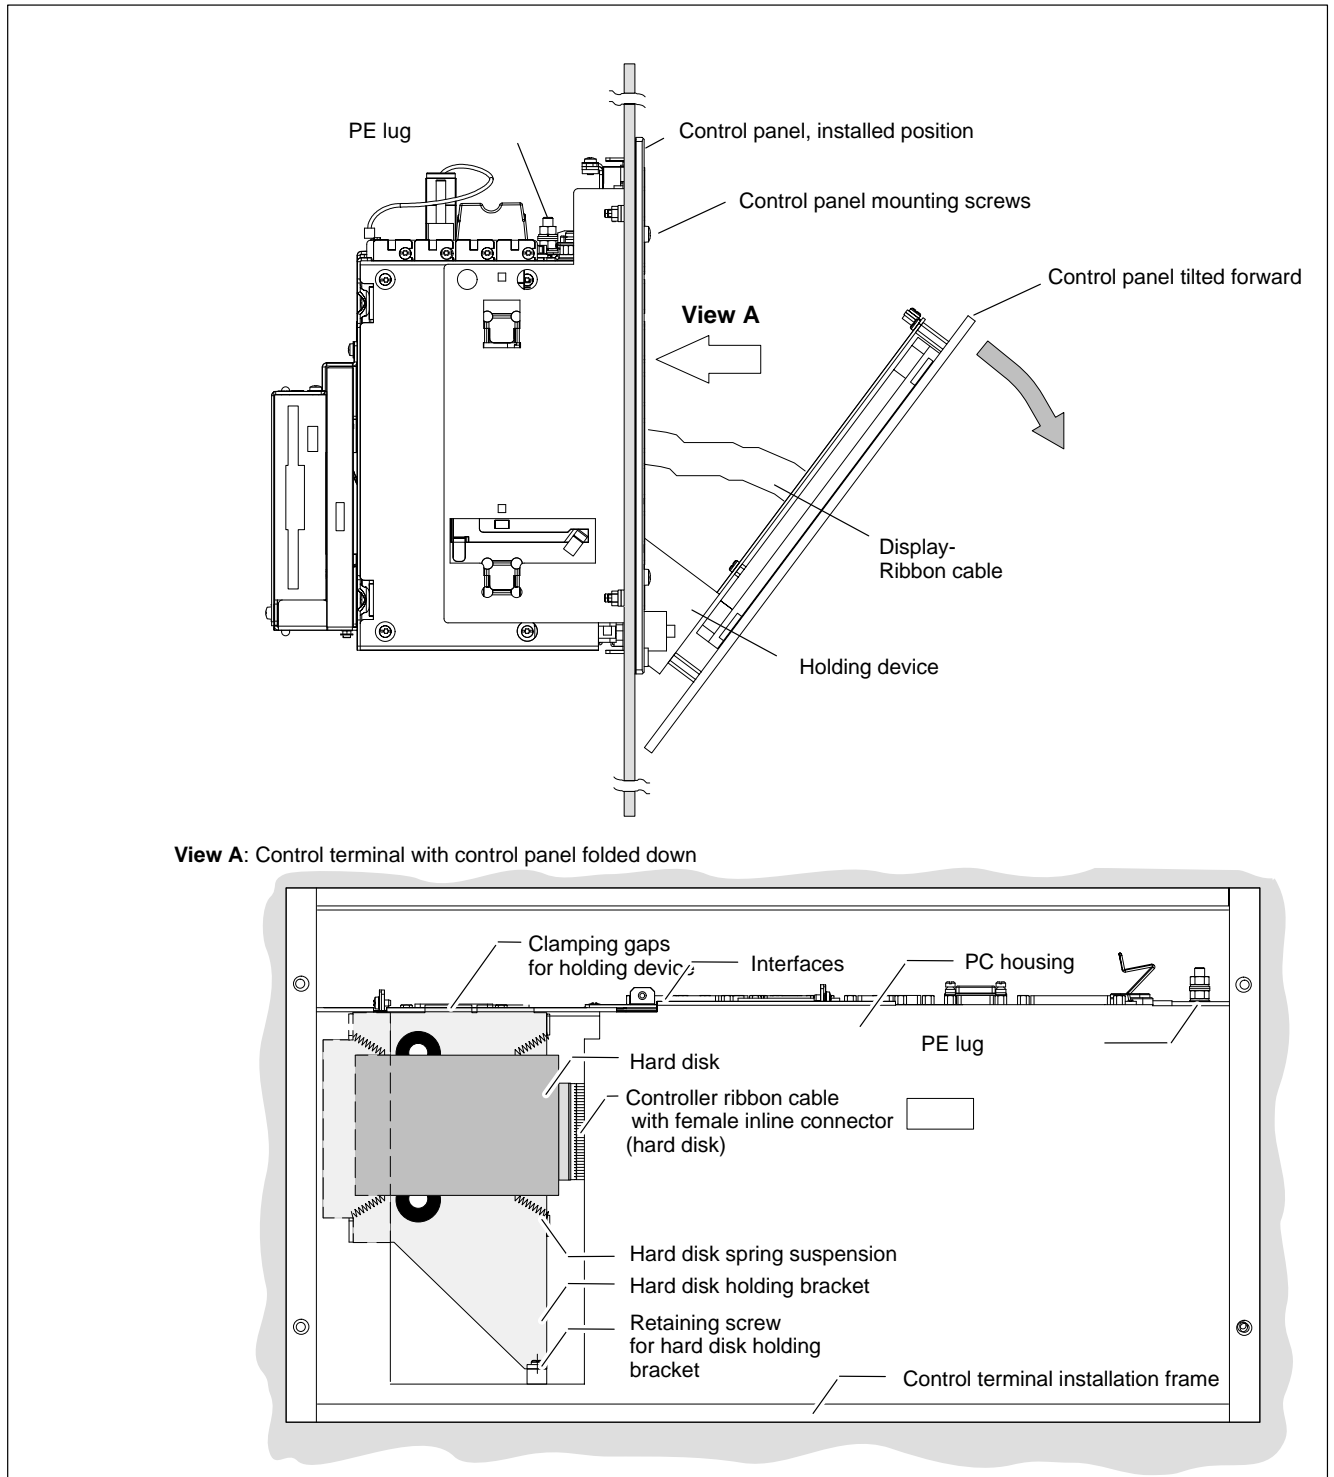 PE lug
Control panel, installed position
Control panel mounting screws
Control panel tilted forward
View A
Display-
Ribbon cable
Holding device
View A: Control terminal with control panel folded down
Clamping gaps
for holding device
Interfaces
PC housing
PE lug
Hard disk
Controller ribbon cable
with female inline connector
(hard disk)
Hard disk spring suspension
Hard disk holding bracket
Retaining screw
for hard disk holding
bracket
Control terminal installation frame